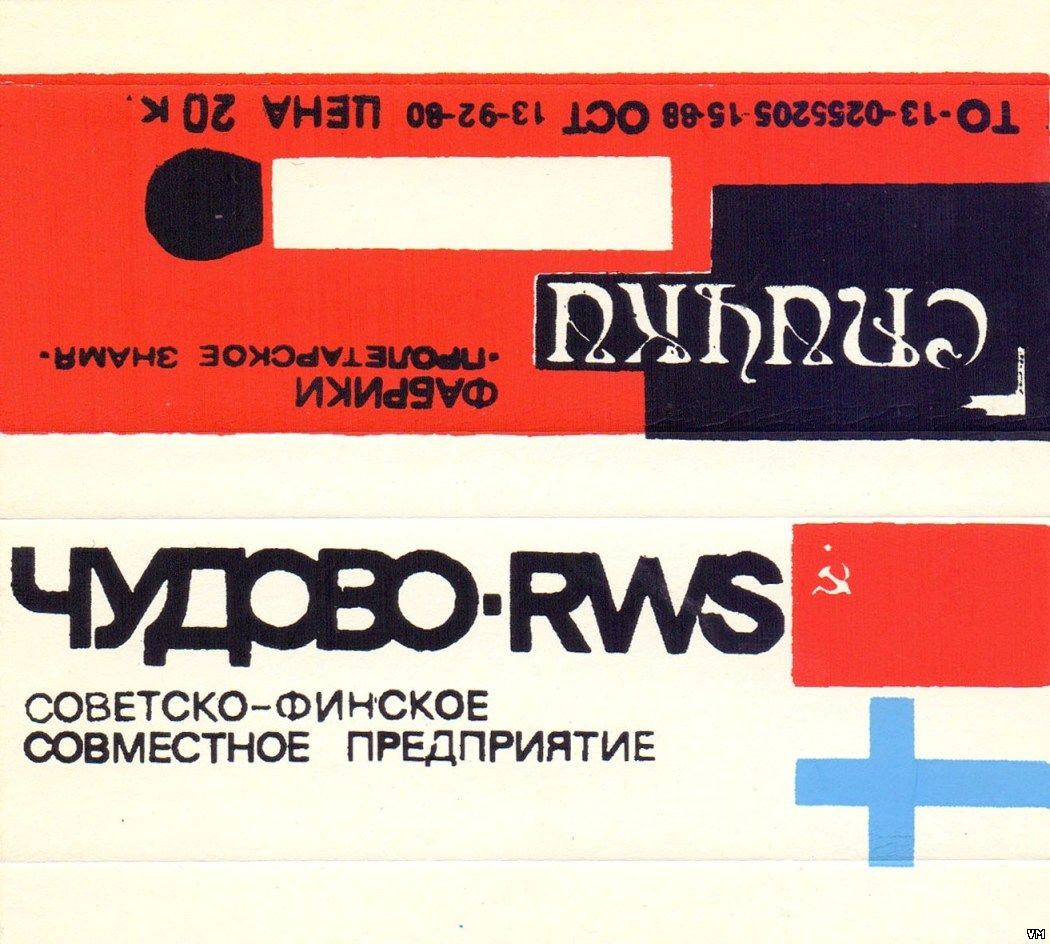 ТО-13-0255205-15-88 ОСТ 13-92-80 ЦЕНА 20 К.
СПИЧКИ
ФАБРИКИ
•ПРОЛЕТАРСКОЕ ЗНАМЯ•
ЧУДОВО·RWS
СОВЕТСКО-ФИНСКОЕ
СОВМЕСТНОЕ ПРЕДПРИЯТИЕ
VM